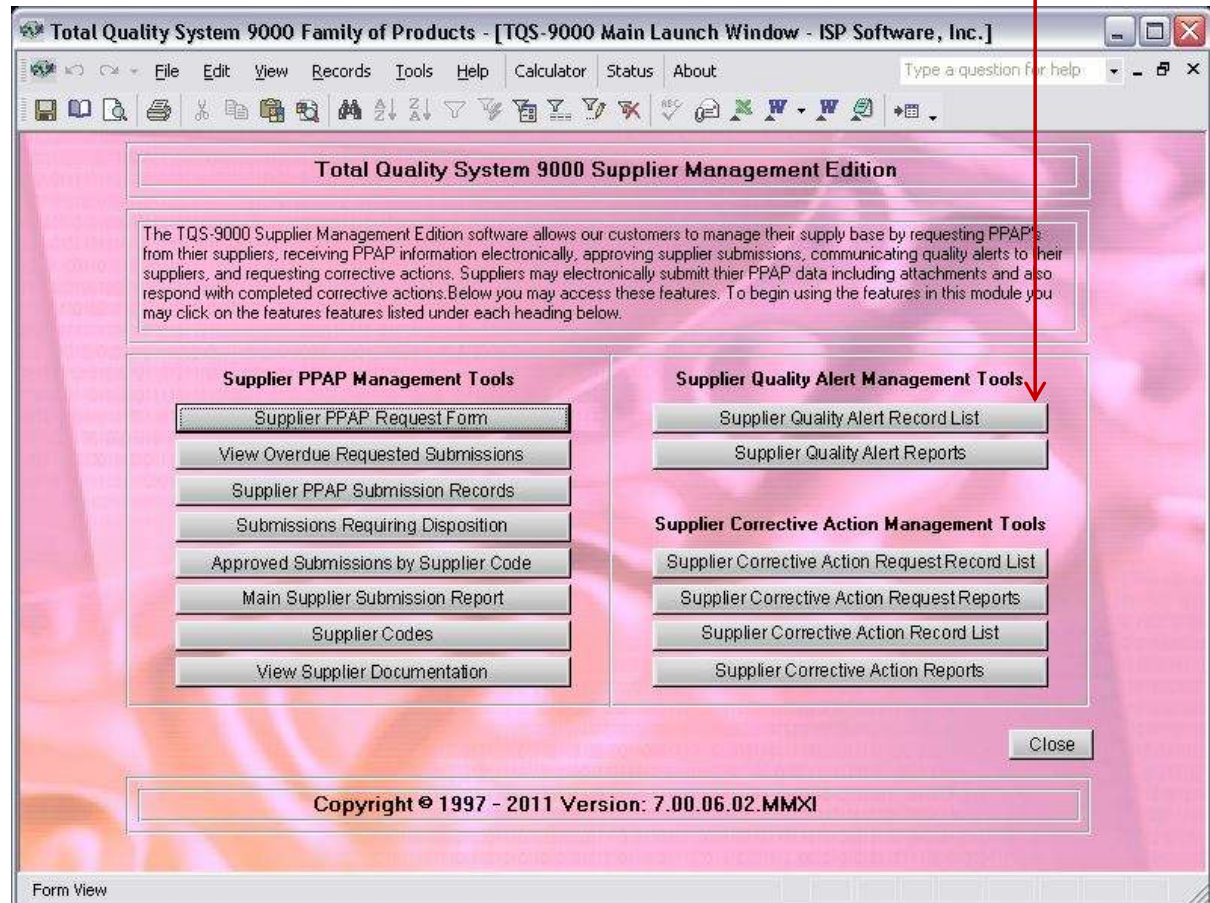 Total Quality System 9000 Family of Products - [TQS-9000 Main Launch Window - ISP Software, Inc.]
File Edit View Records Tools Help Calculator Status About Type a question for help
Total Quality System 9000 Supplier Management Edition
The TQS-9000 Supplier Management Edition software allows our customers to manage their supply base by requesting PPAP's
from thier suppliers, receiving PPAP information electronically, approving supplier submissions, communicating quality alerts to their
suppliers, and requesting corrective actions. Suppliers may electronically submitt thier PPAP data including attachments and also
respond with completed corrective actions.Below you may access these features. To begin using the features in this module you
may click on the features features listed under each heading below.
Supplier PPAP Management Tools
Supplier PPAP Request Form
View Overdue Requested Submissions
Supplier PPAP Submission Records
Submissions Requiring Disposition
Approved Submissions by Supplier Code
Main Supplier Submission Report
Supplier Codes
View Supplier Documentation
Supplier Quality Alert Management Tools
Supplier Quality Alert Record List
Supplier Quality Alert Reports
Supplier Corrective Action Management Tools
Supplier Corrective Action Request Record List
Supplier Corrective Action Request Reports
Supplier Corrective Action Record List
Supplier Corrective Action Reports
Close
Copyright © 1997 - 2011 Version: 7.00.06.02.MMXI
Form View